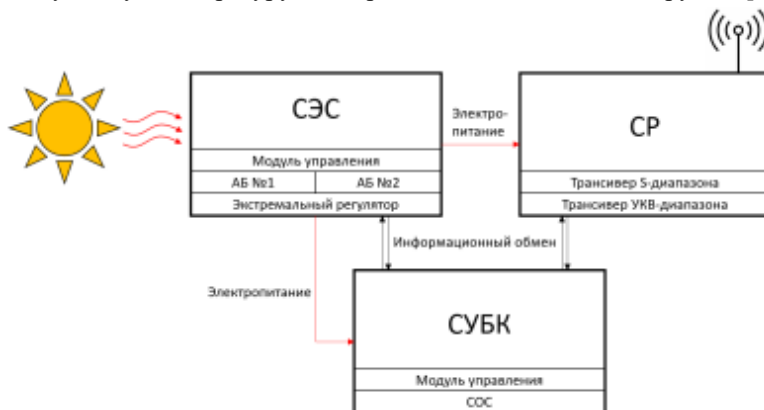 СЭС
Модуль управления
АБ №1
АБ №2
Экстремальный регулятор
Электро-
питание
СР
Трансивер S-диапазона
Трансивер УКВ-диапазона
Информационный обмен
Электропитание
СУБК
Модуль управления
СОС